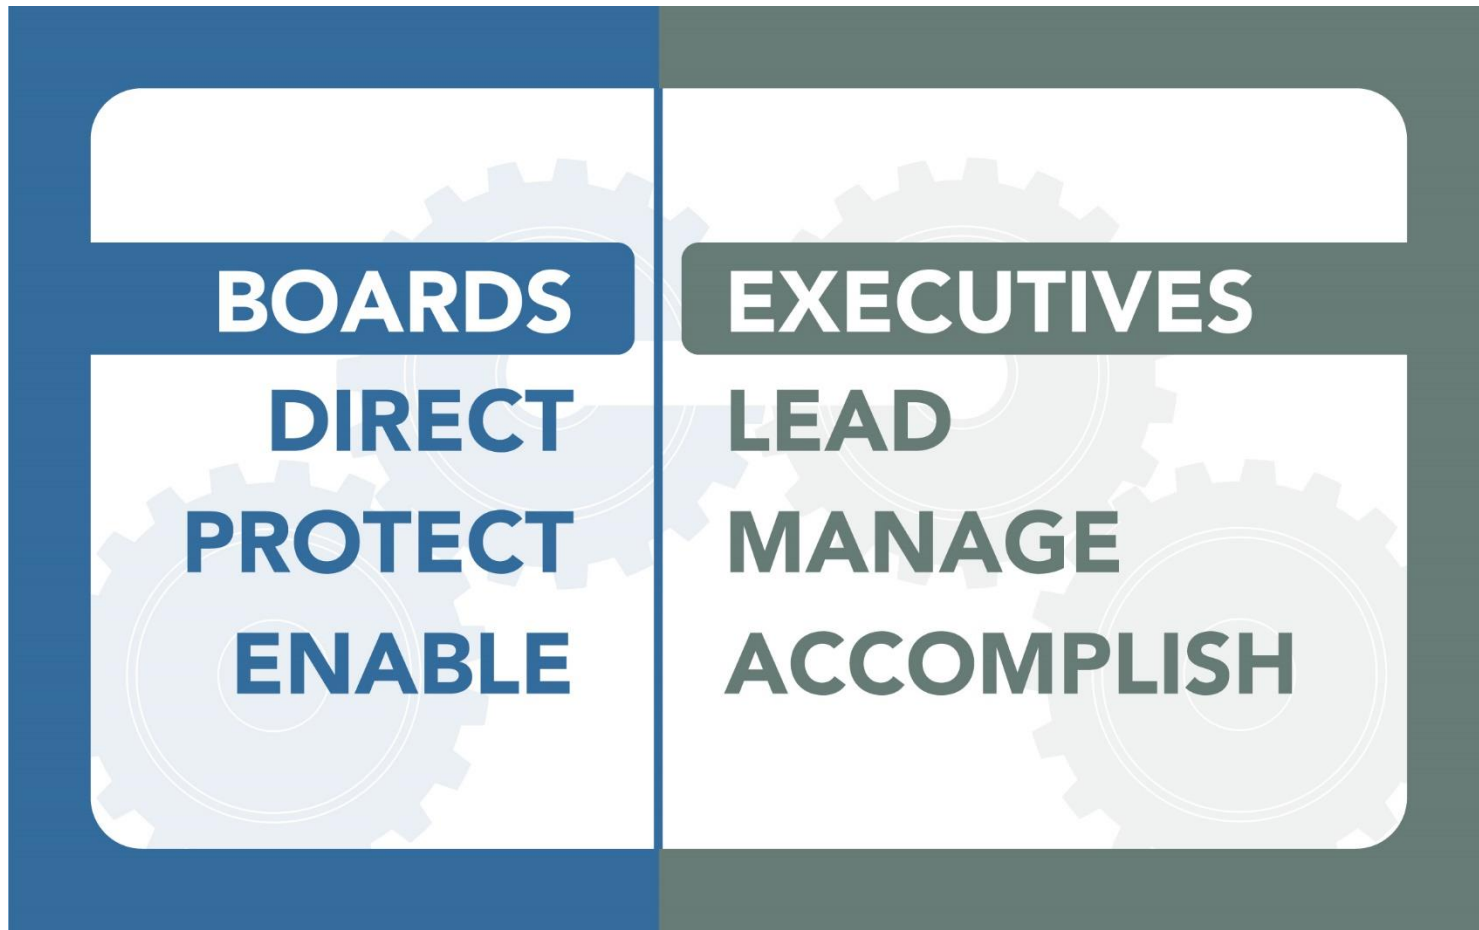 BOARDS
DIRECT
PROTECT
ENABLE
EXECUTIVES
LEAD
MANAGE
ACCOMPLISH